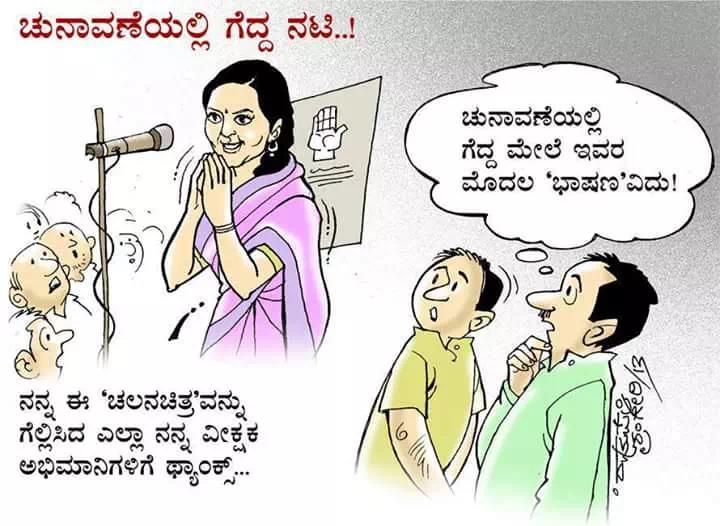 ಚುನಾವಣೆಯಲ್ಲಿ ಗೆದ್ದ ನಟಿ..!
ಚುನಾವಣೆಯಲ್ಲಿ
ಗೆದ್ದ ಮೇಲೆ ಇವರ
ಮೊದಲ ‘ಭಾಷಣ’ವಿದು!
ನನ್ನ ಈ ‘ಚಲನಚಿತ್ರ’ವನ್ನು
ಗೆಲ್ಲಿಸಿದ ಎಲ್ಲಾ ನನ್ನ ವೀಕ್ಷಕ
ಅಭಿಮಾನಿಗಳಿಗೆ ಥ್ಯಾಂಕ್ಸ್...